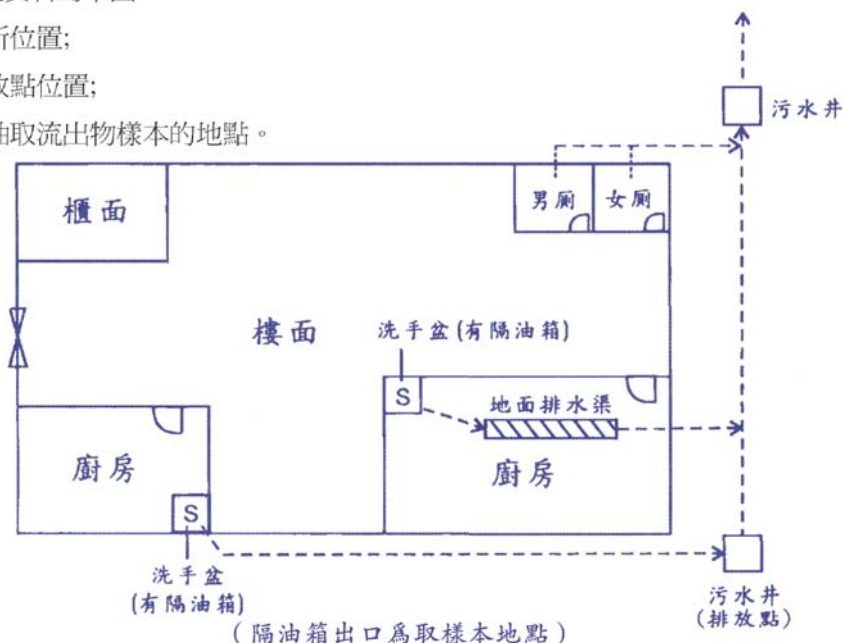 所位置;
放點位置;
抽取流出物樣本的地點。
污水井
櫃面
男厠
女厠
樓面
洗手盆(有隔油箱)
S
地面排水渠
廚房
廚房
S
洗手盆
(有隔油箱)
污水井
(排放點)
(隔油箱出口爲取樣本地點)